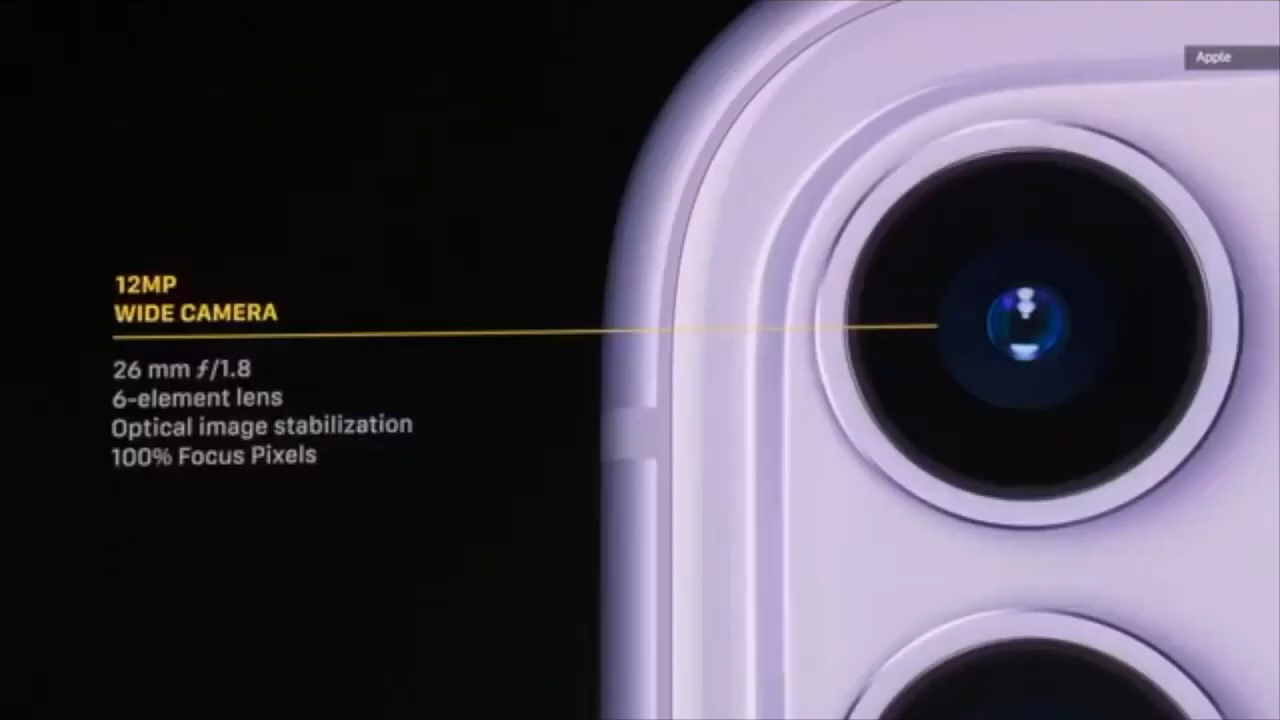 Apple
12MP
WIDE CAMERA
26 mm ƒ/1.8
6-element lens
Optical image stabilization
100% Focus Pixels